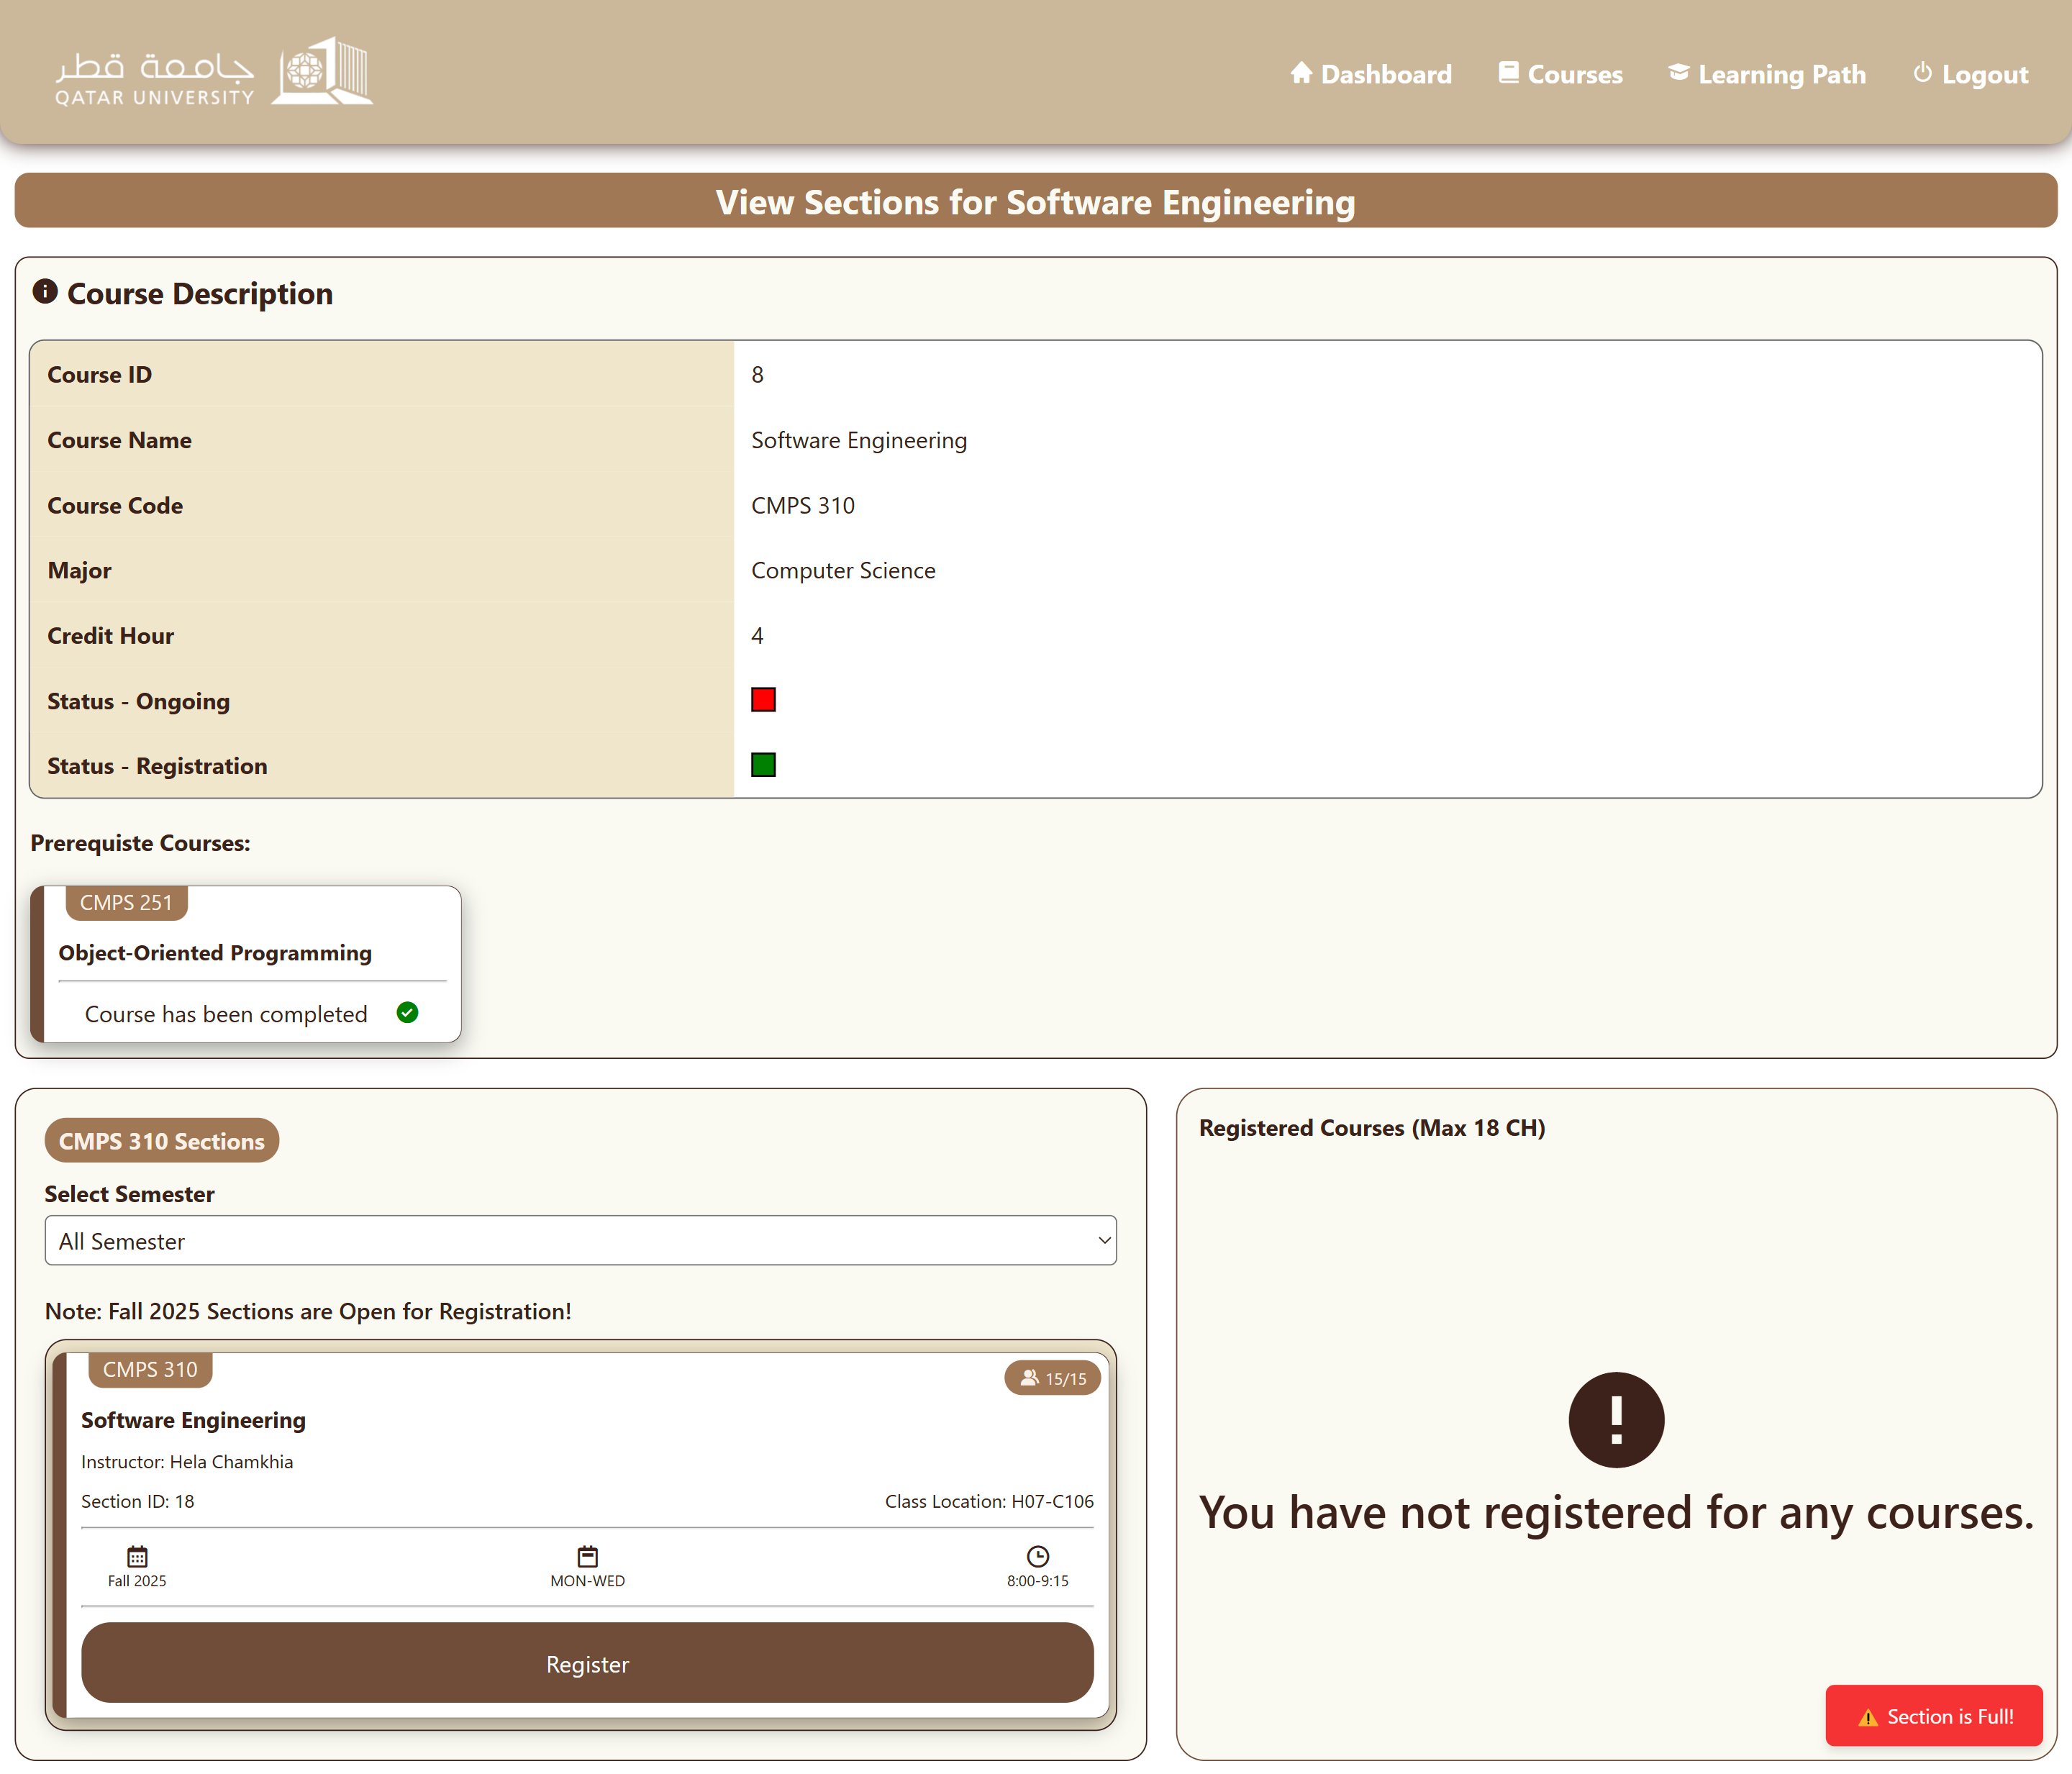 جامعة قطر
QATAR UNIVERSITY
Dashboard
Courses
Learning Path
Logout
View Sections for Software Engineering
Course Description
Course ID
8
Course Name
Software Engineering
Course Code
CMPS 310
Major
Computer Science
Credit Hour
4
Status - Ongoing
Status - Registration
Prerequiste Courses:
CMPS 251
Object-Oriented Programming
Course has been completed
CMPS 310 Sections
Select Semester
All Semester
Note: Fall 2025 Sections are Open for Registration!
CMPS 310
15/15
Software Engineering
Instructor: Hela Chamkhia
Section ID: 18
Class Location: H07-C106
Fall 2025
MON-WED
8:00-9:15
Register
Registered Courses (Max 18 CH)
You have not registered for any courses.
Section is Full!